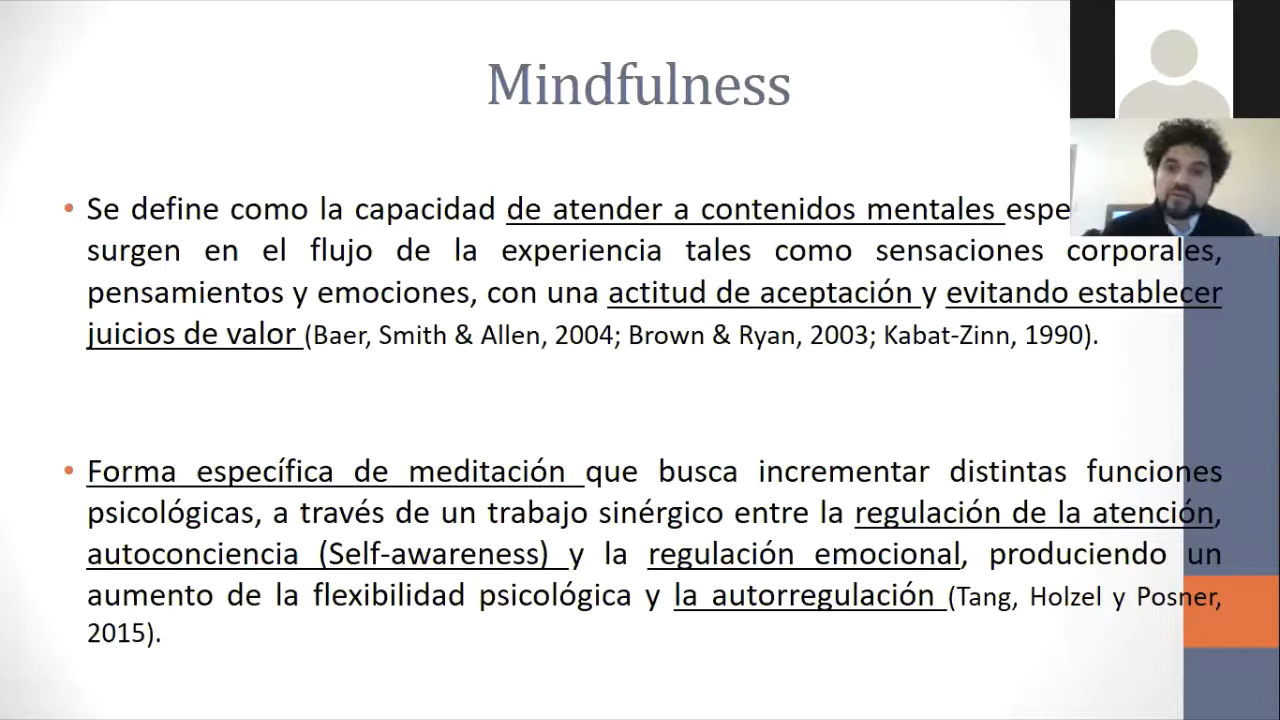 Mindfulness
• Se define como la capacidad de atender a contenidos mentales
surgen en el flujo de la experiencia tales como sensaciones corporales,
pensamientos y emociones, con una actitud de aceptación y evitando establecer
juicios de valor (Baer, Smith & Allen, 2004; Brown & Ryan, 2003; Kabat-Zinn, 1990).
• Forma específica de meditación que busca incrementar distintas funciones
psicológicas, a través de un trabajo sinérgico entre la regulación de la atención,
autoconciencia (Self-awareness) y la regulación emocional, produciendo un
aumento de la flexibilidad psicológica y la autorregulación (Tang, Holzel y Posner,
2015).